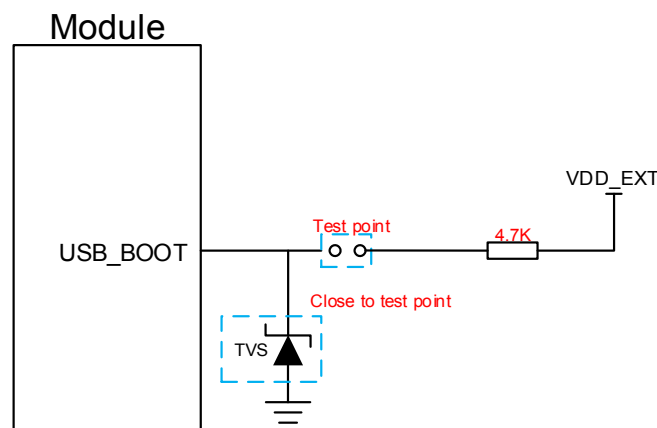 Module
VDD_EXT
Test point
4.7K
USB_BOOT
Close to test point
TVS